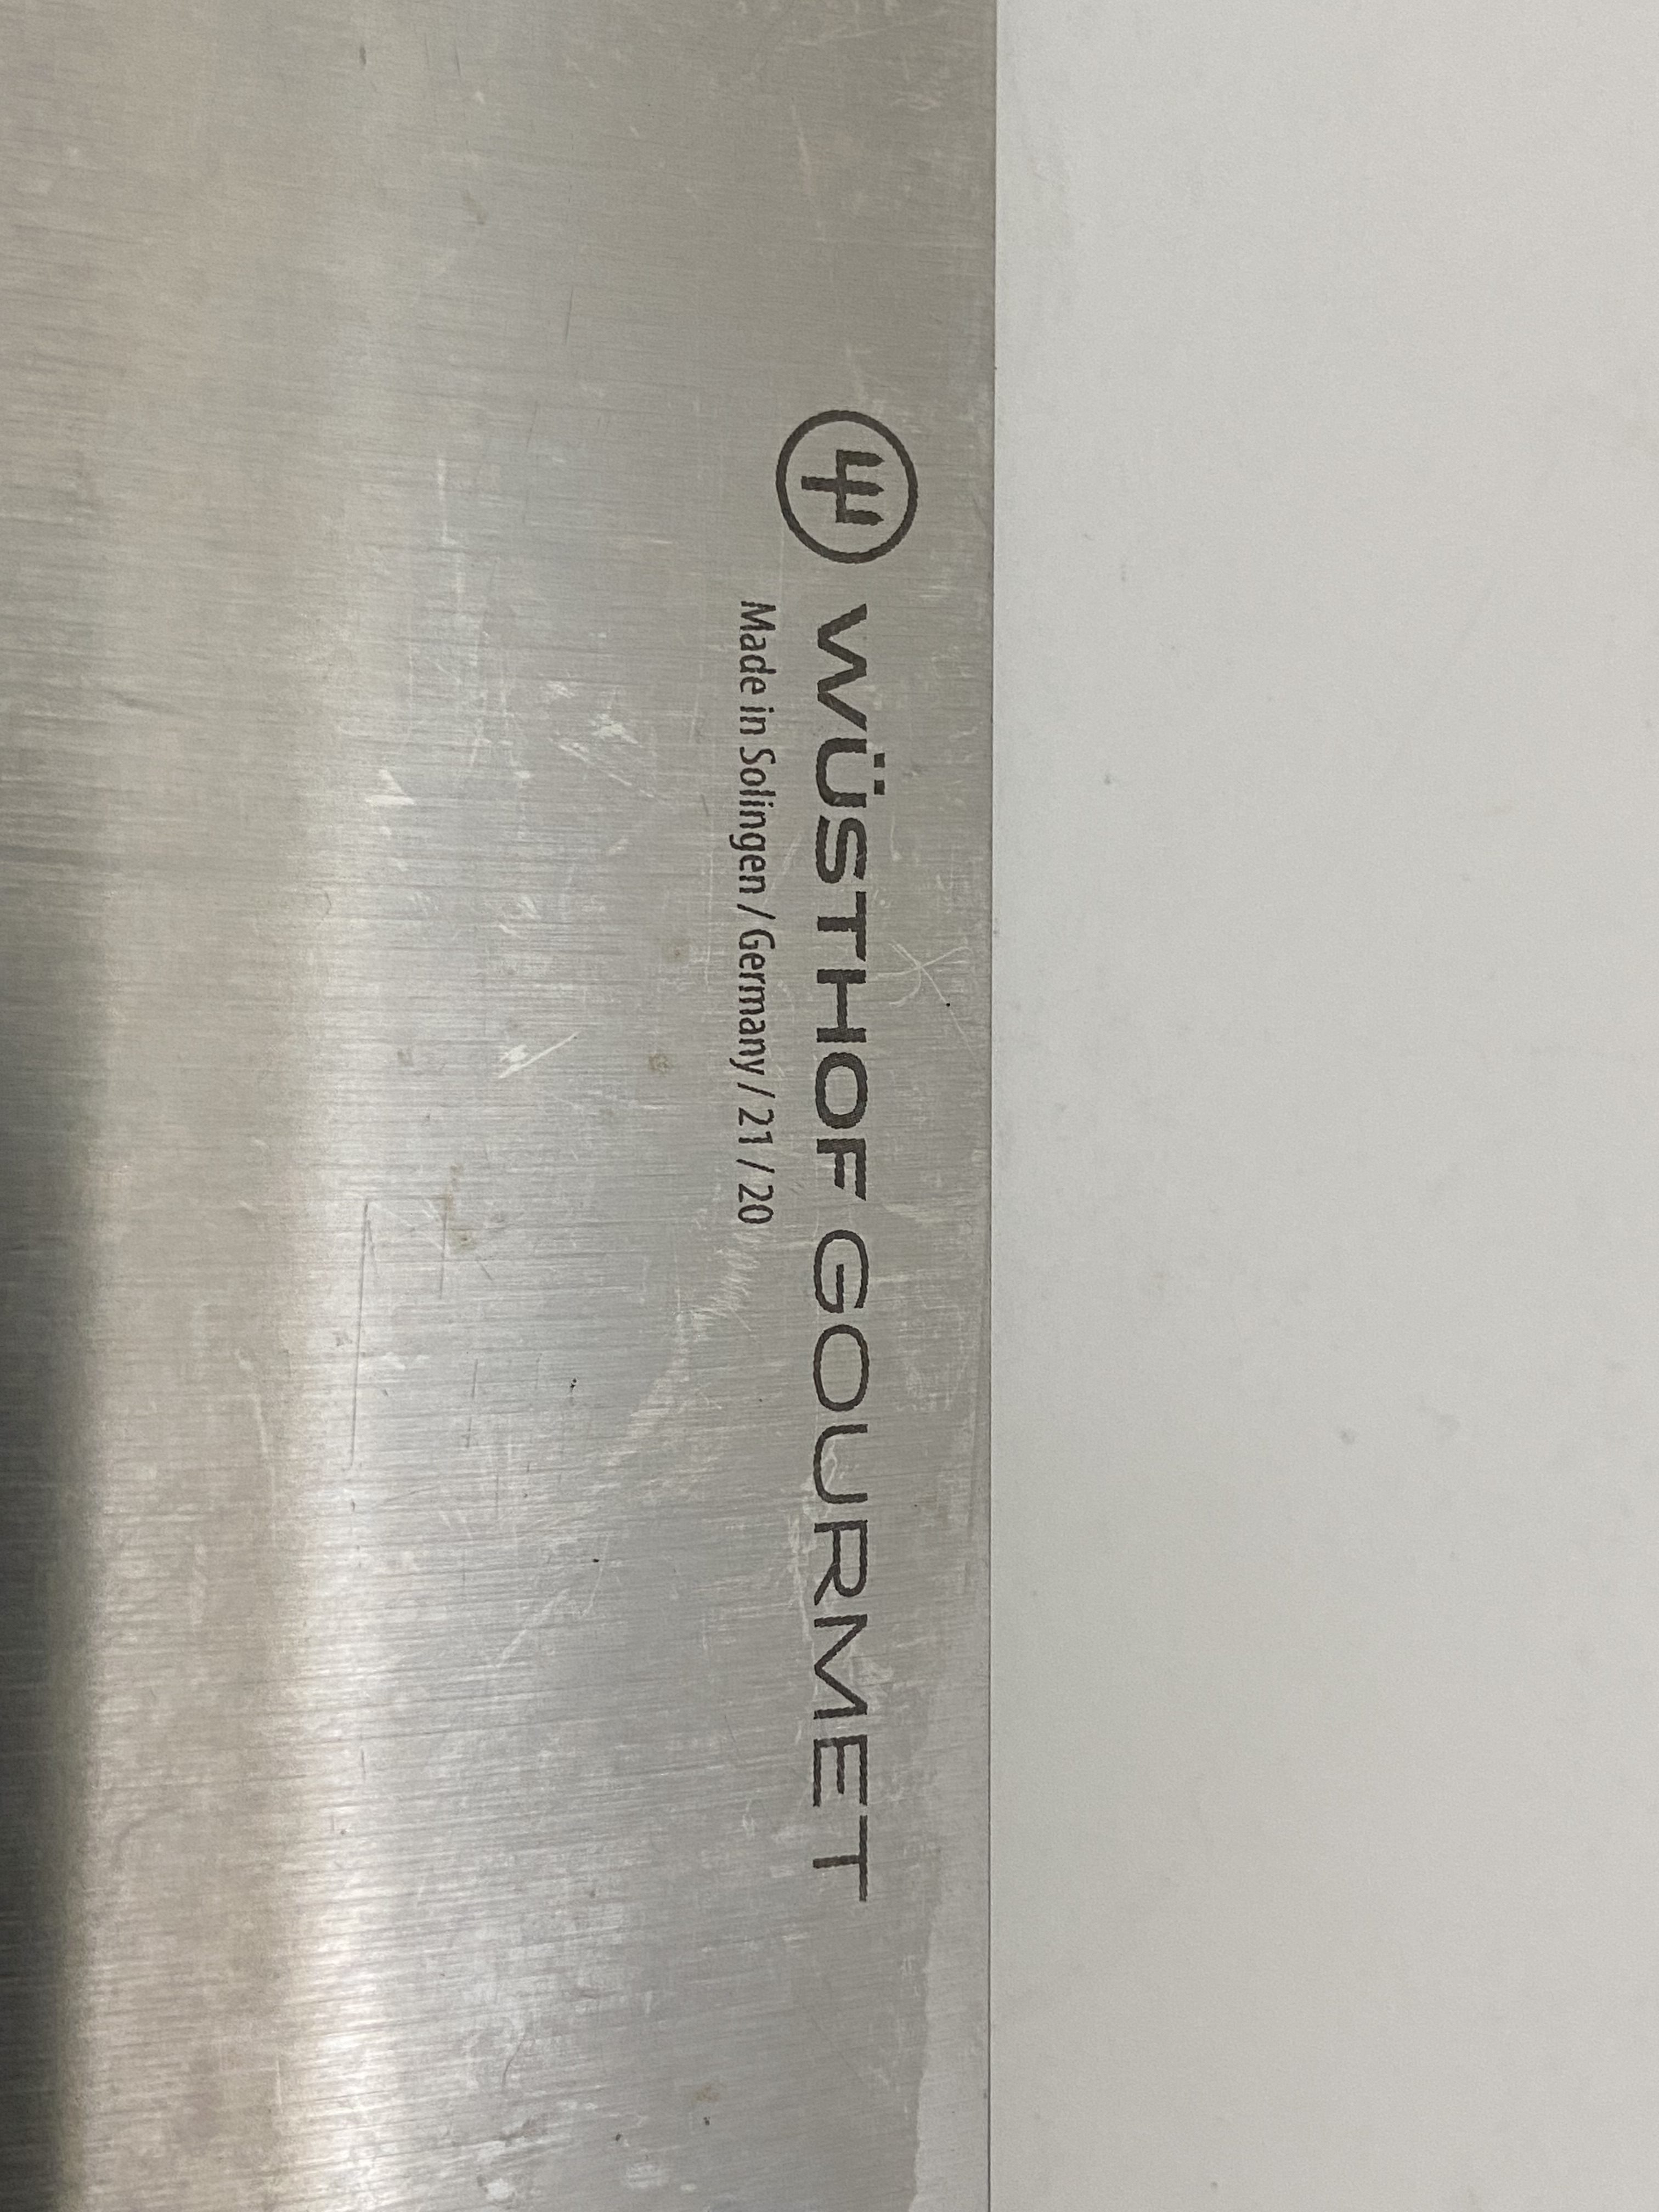 WÜSTHOF GOURMET
Made in Solingen / Germany / 21 / 20